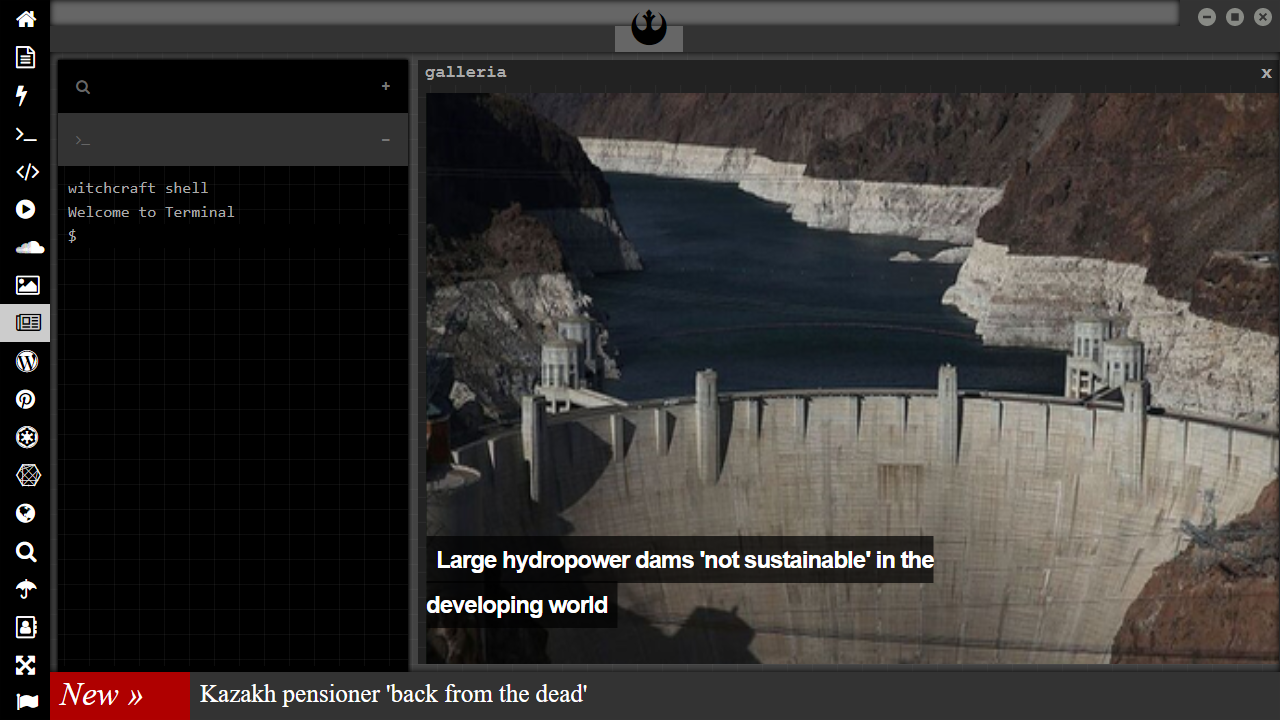 galleria x
+
>_ −
witchcraft shell
Welcome to Terminal
$
Large hydropower dams 'not sustainable' in the
developing world
New » Kazakh pensioner 'back from the dead'